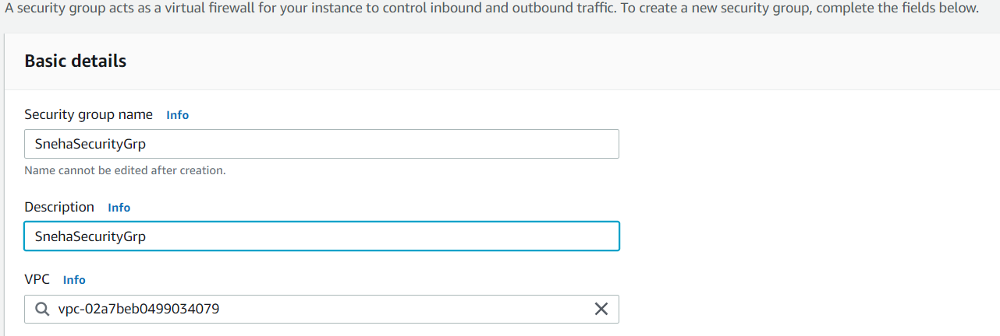 A security group acts as a virtual firewall for your instance to control inbound and outbound traffic. To create a new security group, complete the fields below.
Basic details
Security group name Info
SnehaSecurityGrp
Name cannot be edited after creation.
Description Info
SnehaSecurityGrp
VPC Info
vpc-02a7beb0499034079